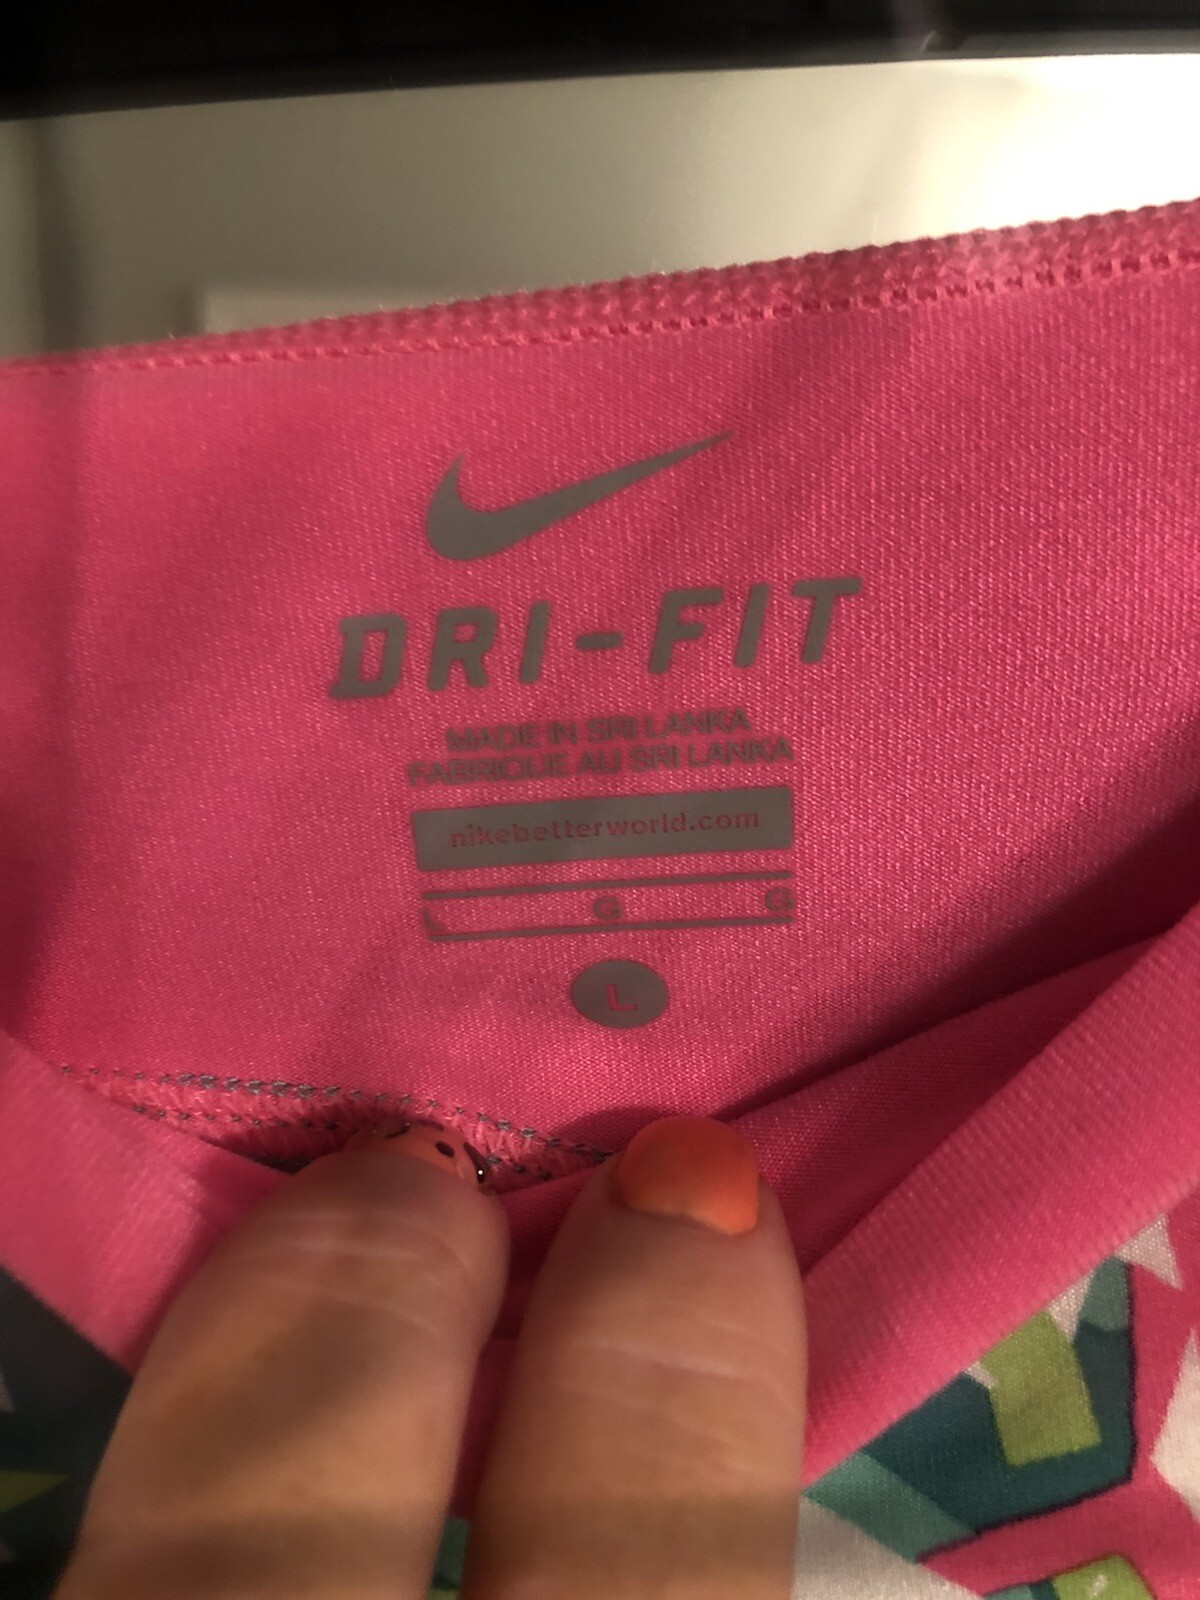 DRI-FIT
MADE IN SRI LANKA
FABRIQUE AU SRI LANKA
nikebetterworld.com
L G G
L